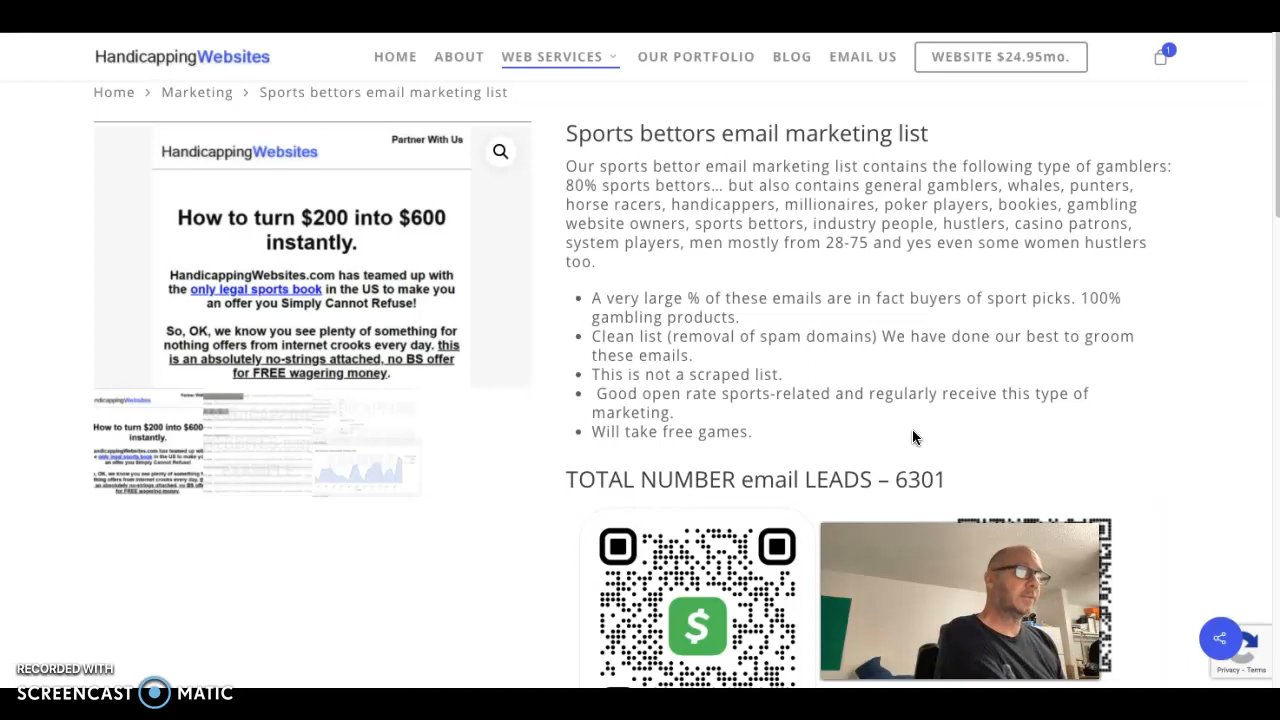 HandicappingWebsites
HOME ABOUT WEB SERVICES OUR PORTFOLIO BLOG EMAIL US WEBSITE $24.95mo. 1
Home > Marketing > Sports bettors email marketing list
Partner With Us
HandicappingWebsites
How to turn $200 into $600
instantly.
HandicappingWebsites.com has teamed up with
the only legal sports book in the US to make you
an offer you Simply Cannot Refuse!
So, OK, we know you see plenty of something for
nothing offers from internet crooks every day. this
is an absolutely no-strings attached, no BS offer
for FREE wagering money.
How to turn $200 into $600
instantly.
Sports bettors email marketing list
Our sports bettor email marketing list contains the following type of gamblers:
80% sports bettors… but also contains general gamblers, whales, punters,
horse racers, handicappers, millionaires, poker players, bookies, gambling
website owners, sports bettors, industry people, hustlers, casino patrons,
system players, men mostly from 28-75 and yes even some women hustlers
too.
• A very large % of these emails are in fact buyers of sport picks. 100%
gambling products.
• Clean list (removal of spam domains) We have done our best to groom
these emails.
• This is not a scraped list.
• Good open rate sports-related and regularly receive this type of
marketing.
• Will take free games.
TOTAL NUMBER email LEADS – 6301
$
Privacy - Terms
RECORDED WITH
SCREENCAST MATIC